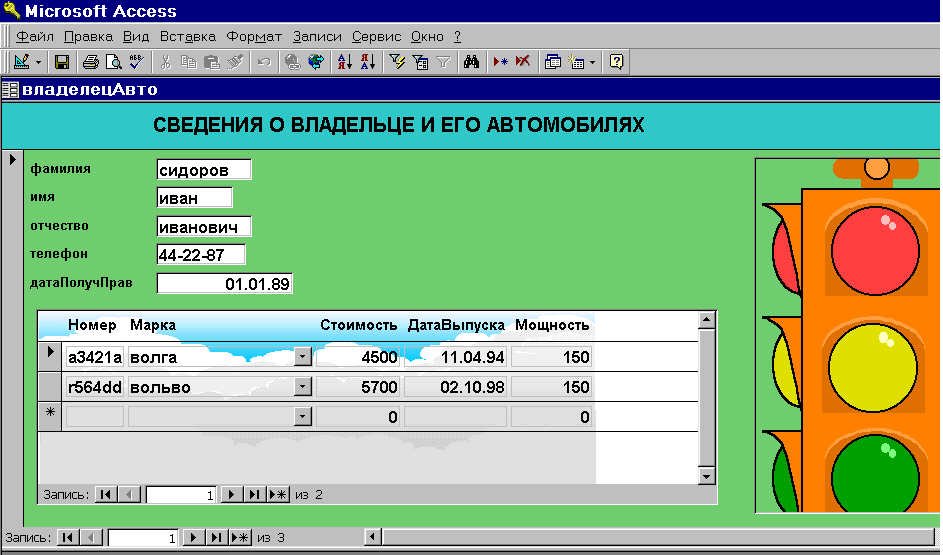 Microsoft Access
Файл Правка Вид Вставка Формат Записи Сервис Окно ?
владелецАвто
СВЕДЕНИЯ О ВЛАДЕЛЬЦЕ И ЕГО АВТОМОБИЛЯХ
фамилия сидоров
имя иван
отчество иванович
телефон 44-22-87
датаПолучПрав 01.01.89
Номер Марка Стоимость ДатаВыпуска Мощность
а3421а волга 4500 11.04.94 150
r564dd вольво 5700 02.10.98 150
* 0 0
Запись: 1 из 2
Запись: 1 из 3